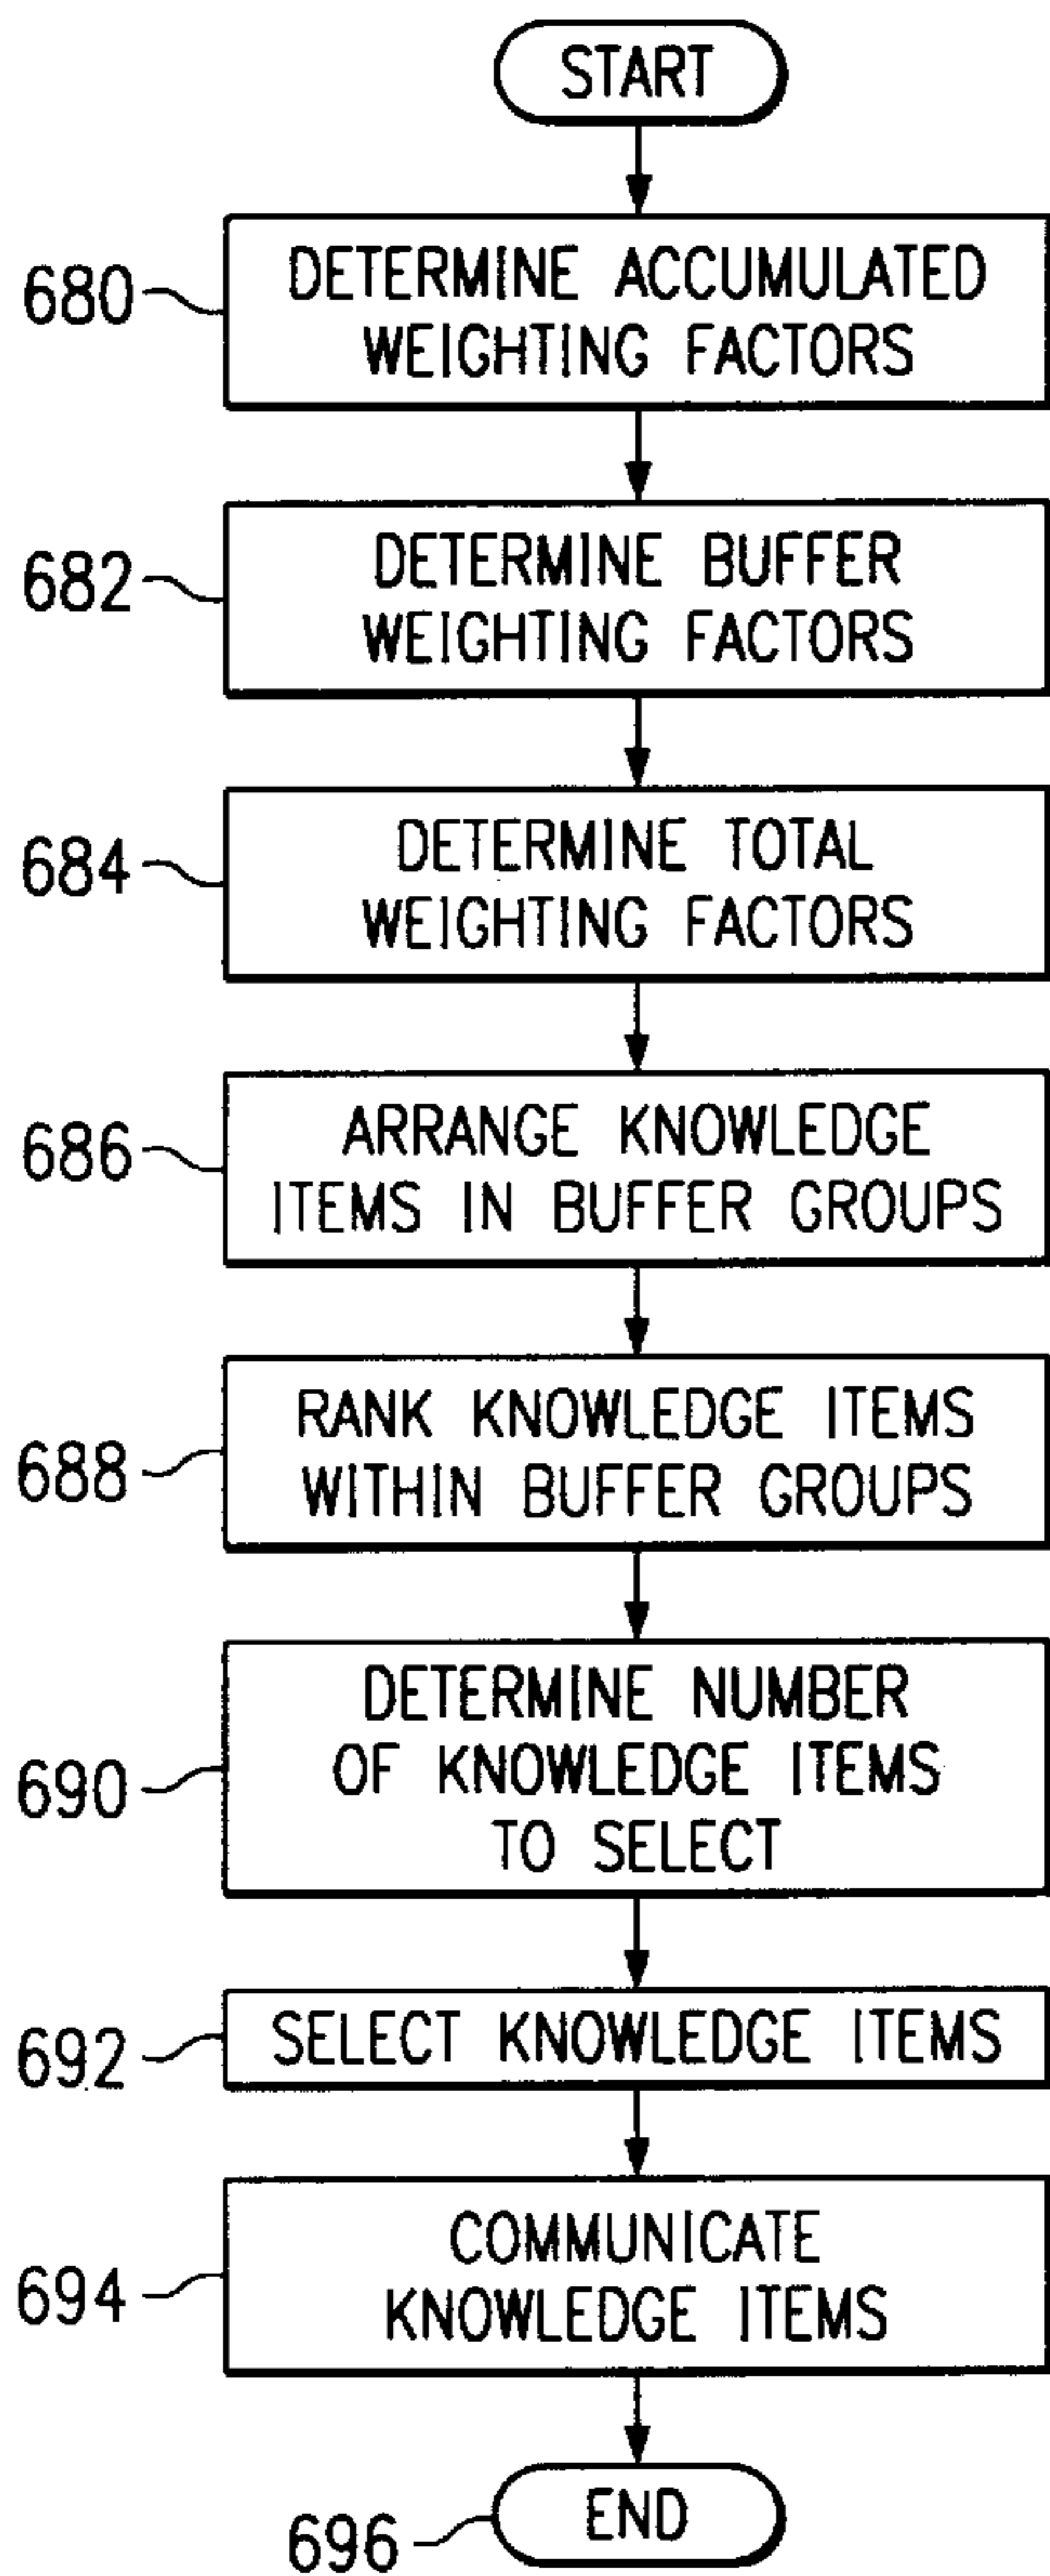 START
680
DETERMINE ACCUMULATED
WEIGHTING FACTORS
682
DETERMINE BUFFER
WEIGHTING FACTORS
684
DETERMINE TOTAL
WEIGHTING FACTORS
686
ARRANGE KNOWLEDGE
ITEMS IN BUFFER GROUPS
688
RANK KNOWLEDGE ITEMS
WITHIN BUFFER GROUPS
690
DETERMINE NUMBER
OF KNOWLEDGE ITEMS
TO SELECT
692
SELECT KNOWLEDGE ITEMS
694
COMMUNICATE
KNOWLEDGE ITEMS
696
END